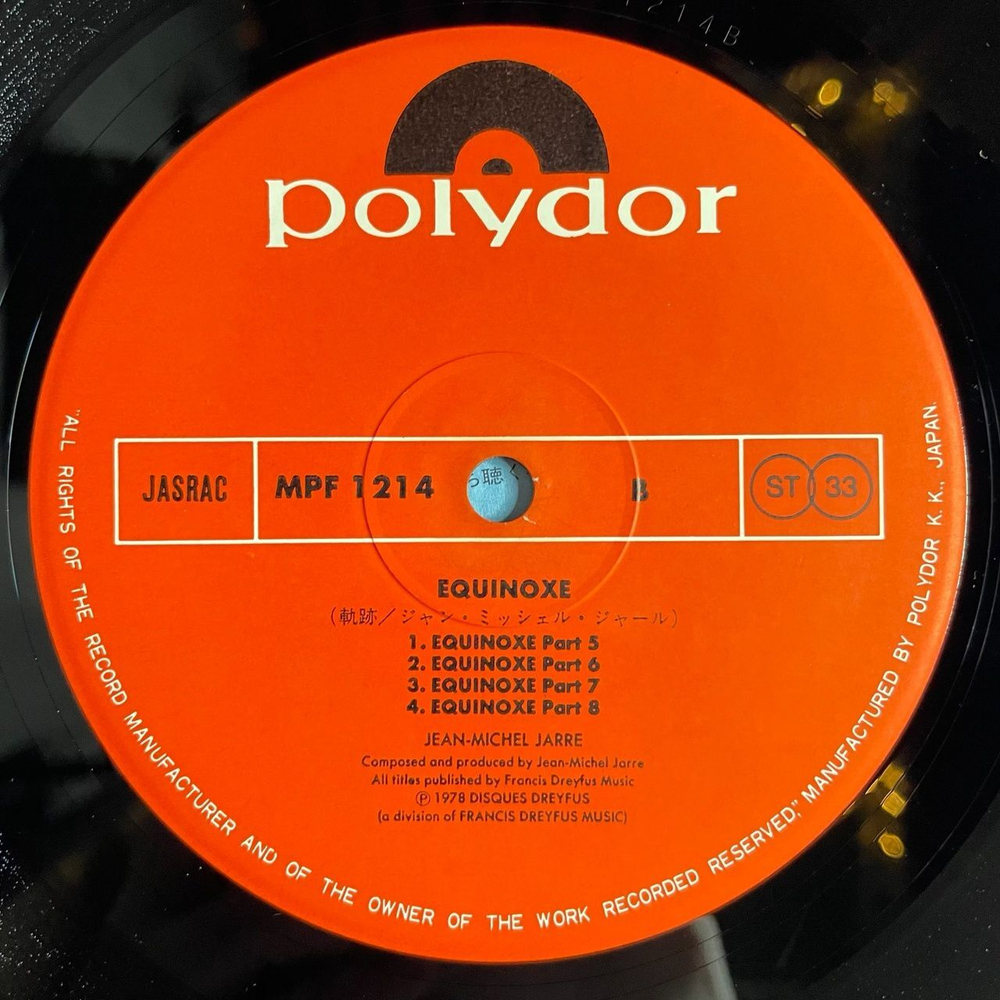 1214B
polydor
JASRAC
MPF 1214
聴く
B
ST 33
EQUINOXE
(軌跡／ジャン・ミッシェル・ジャール)
1. EQUINOXE Part 5
2. EQUINOXE Part 6
3. EQUINOXE Part 7
4. EQUINOXE Part 8
JEAN-MICHEL JARRE
Composed and produced by Jean-Michel Jarre
All titles published by Francis Dreyfus Music
Ⓟ 1978 DISQUES DREYFUS
(a division of FRANCIS DREYFUS MUSIC)
"ALL RIGHTS OF THE RECORD MANUFACTURER AND OF THE OWNER OF THE WORK RECORDED RESERVED," MANUFACTURED BY POLYDOR K. K., JAPAN.